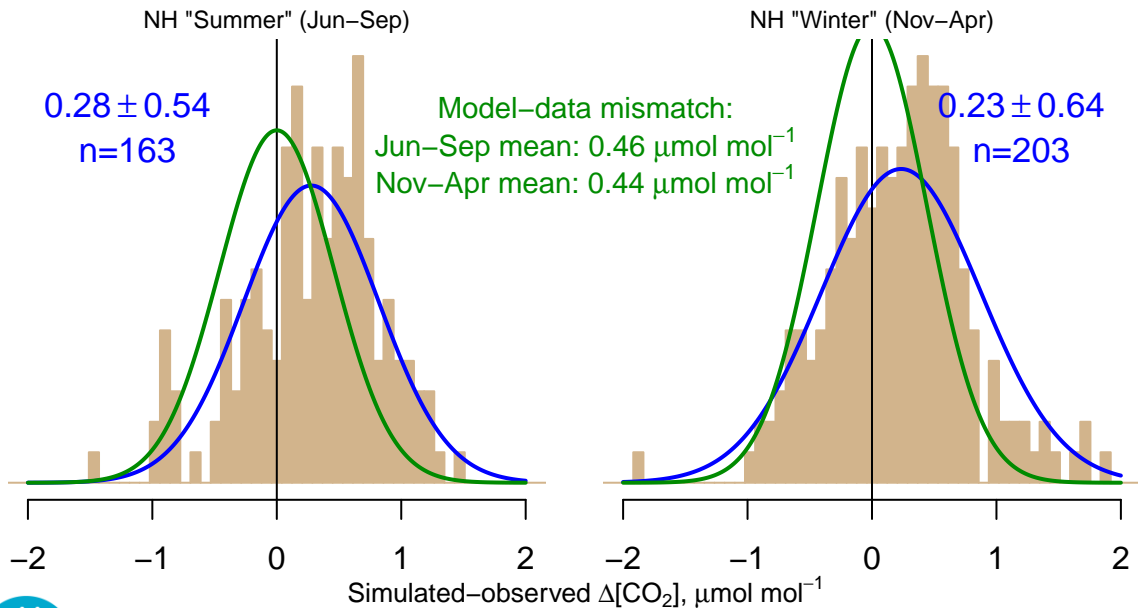 NH "Summer" (Jun−Sep)
NH "Winter" (Nov−Apr)
0.28 ± 0.54
n=163
Model−data mismatch:
Jun−Sep mean: 0.46 μmol mol⁻¹
Nov−Apr mean: 0.44 μmol mol⁻¹
0.23 ± 0.64
n=203
−2 −1 0 1 2
−2 −1 0 1 2
Simulated−observed Δ[CO₂], μmol mol⁻¹